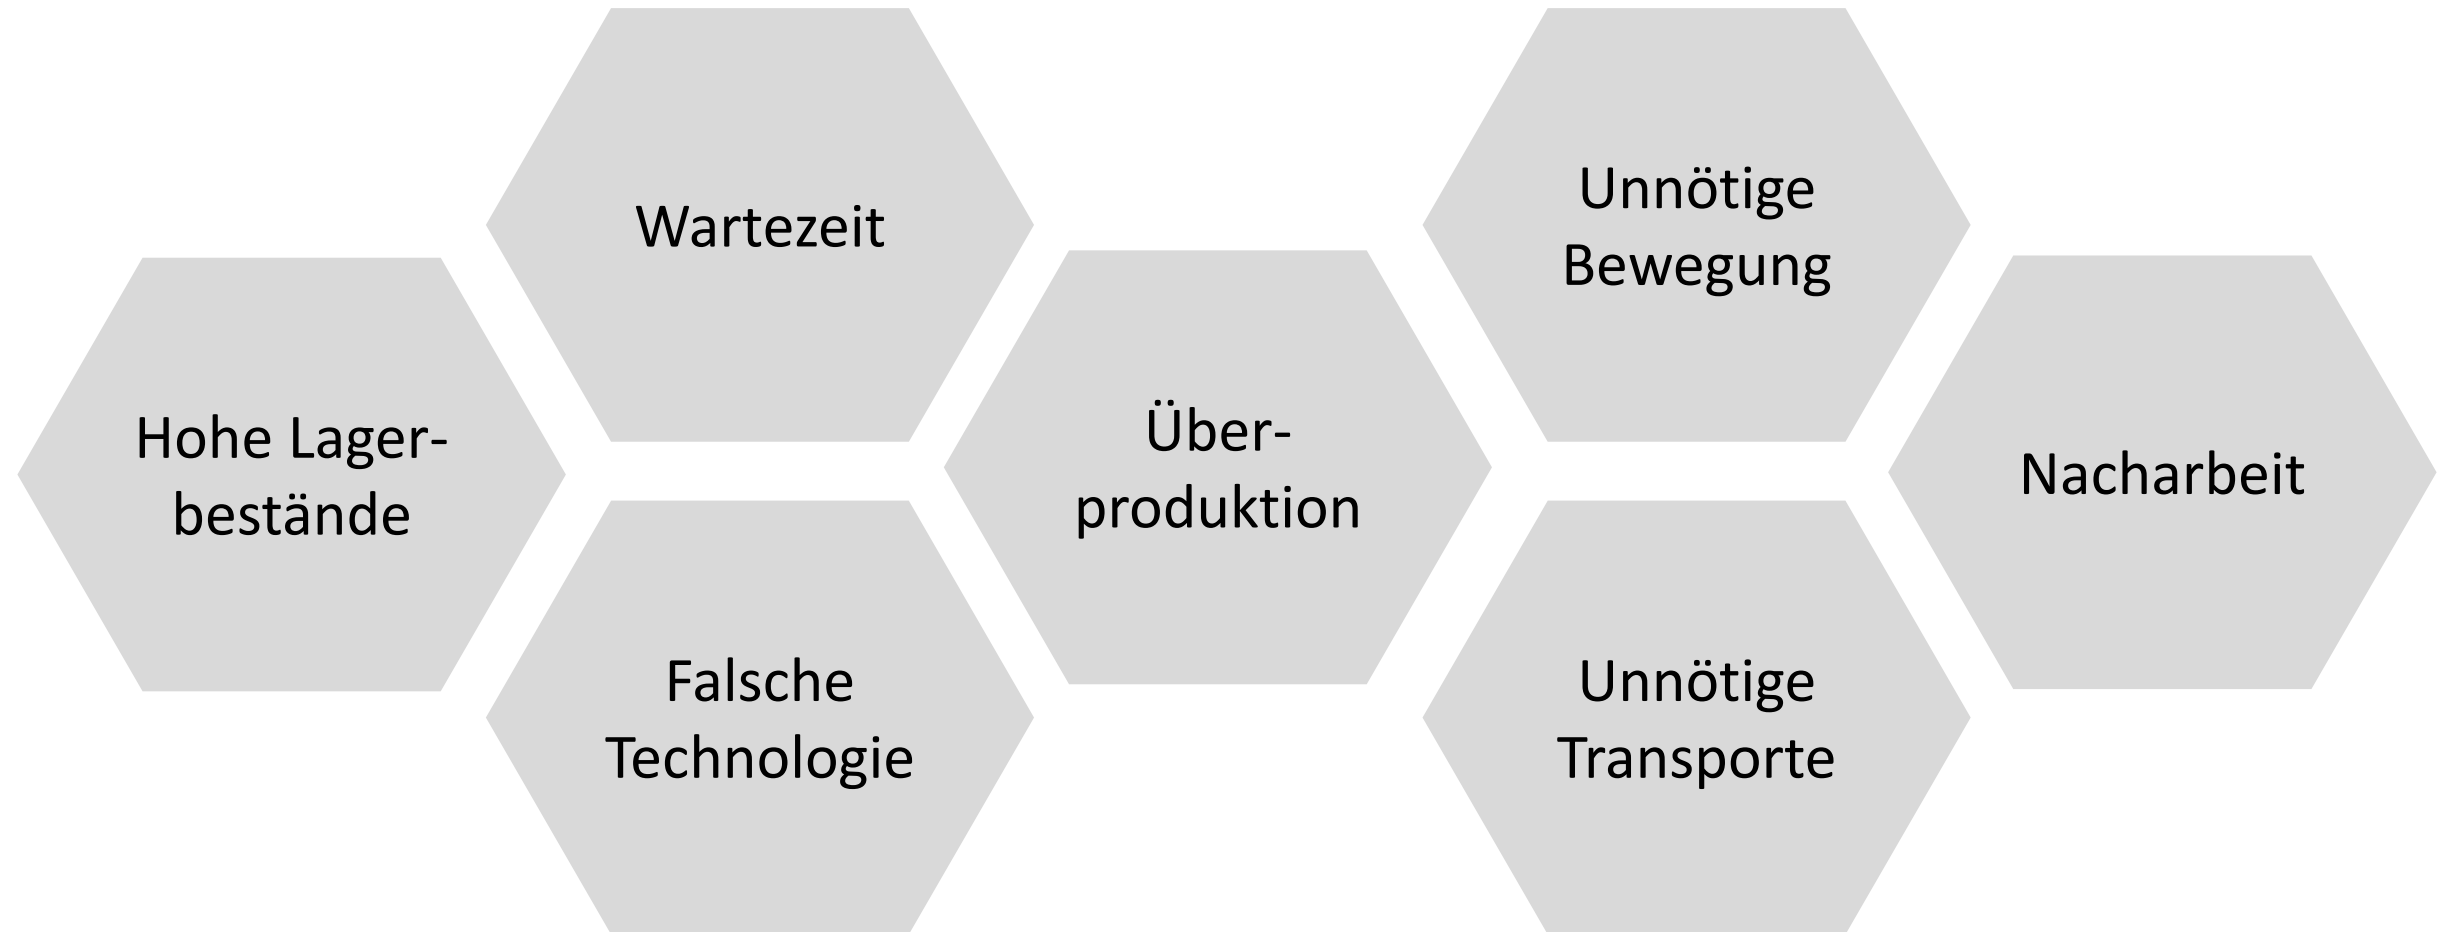 Hohe Lager-
bestände
Wartezeit
Falsche
Technologie
Über-
produktion
Unnötige
Bewegung
Unnötige
Transporte
Nacharbeit